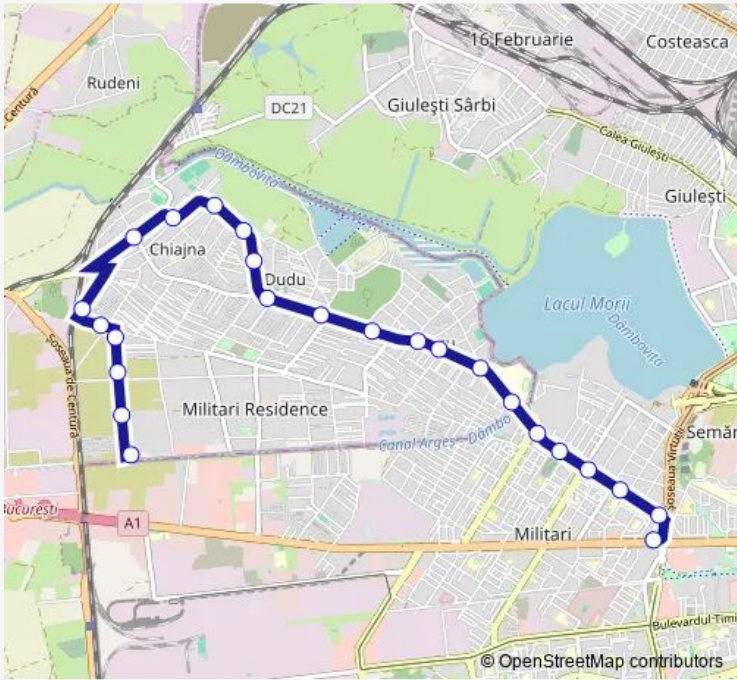 16 Februarie
Costeasca
Rudeni
DC21
Giulești Sârbi
Centură
Calea Giulești
Dâmbovița
Giulești
Chiajna
Dudu
Lacul Morii
Dâmbovița
Șoseaua de Centură
Militari Residence
Canal Argeș - Dâmbo
Șoseaua Virtuții
Semăn
București
A1
Militari
Bulevardul Timi
© OpenStreetMap contributors